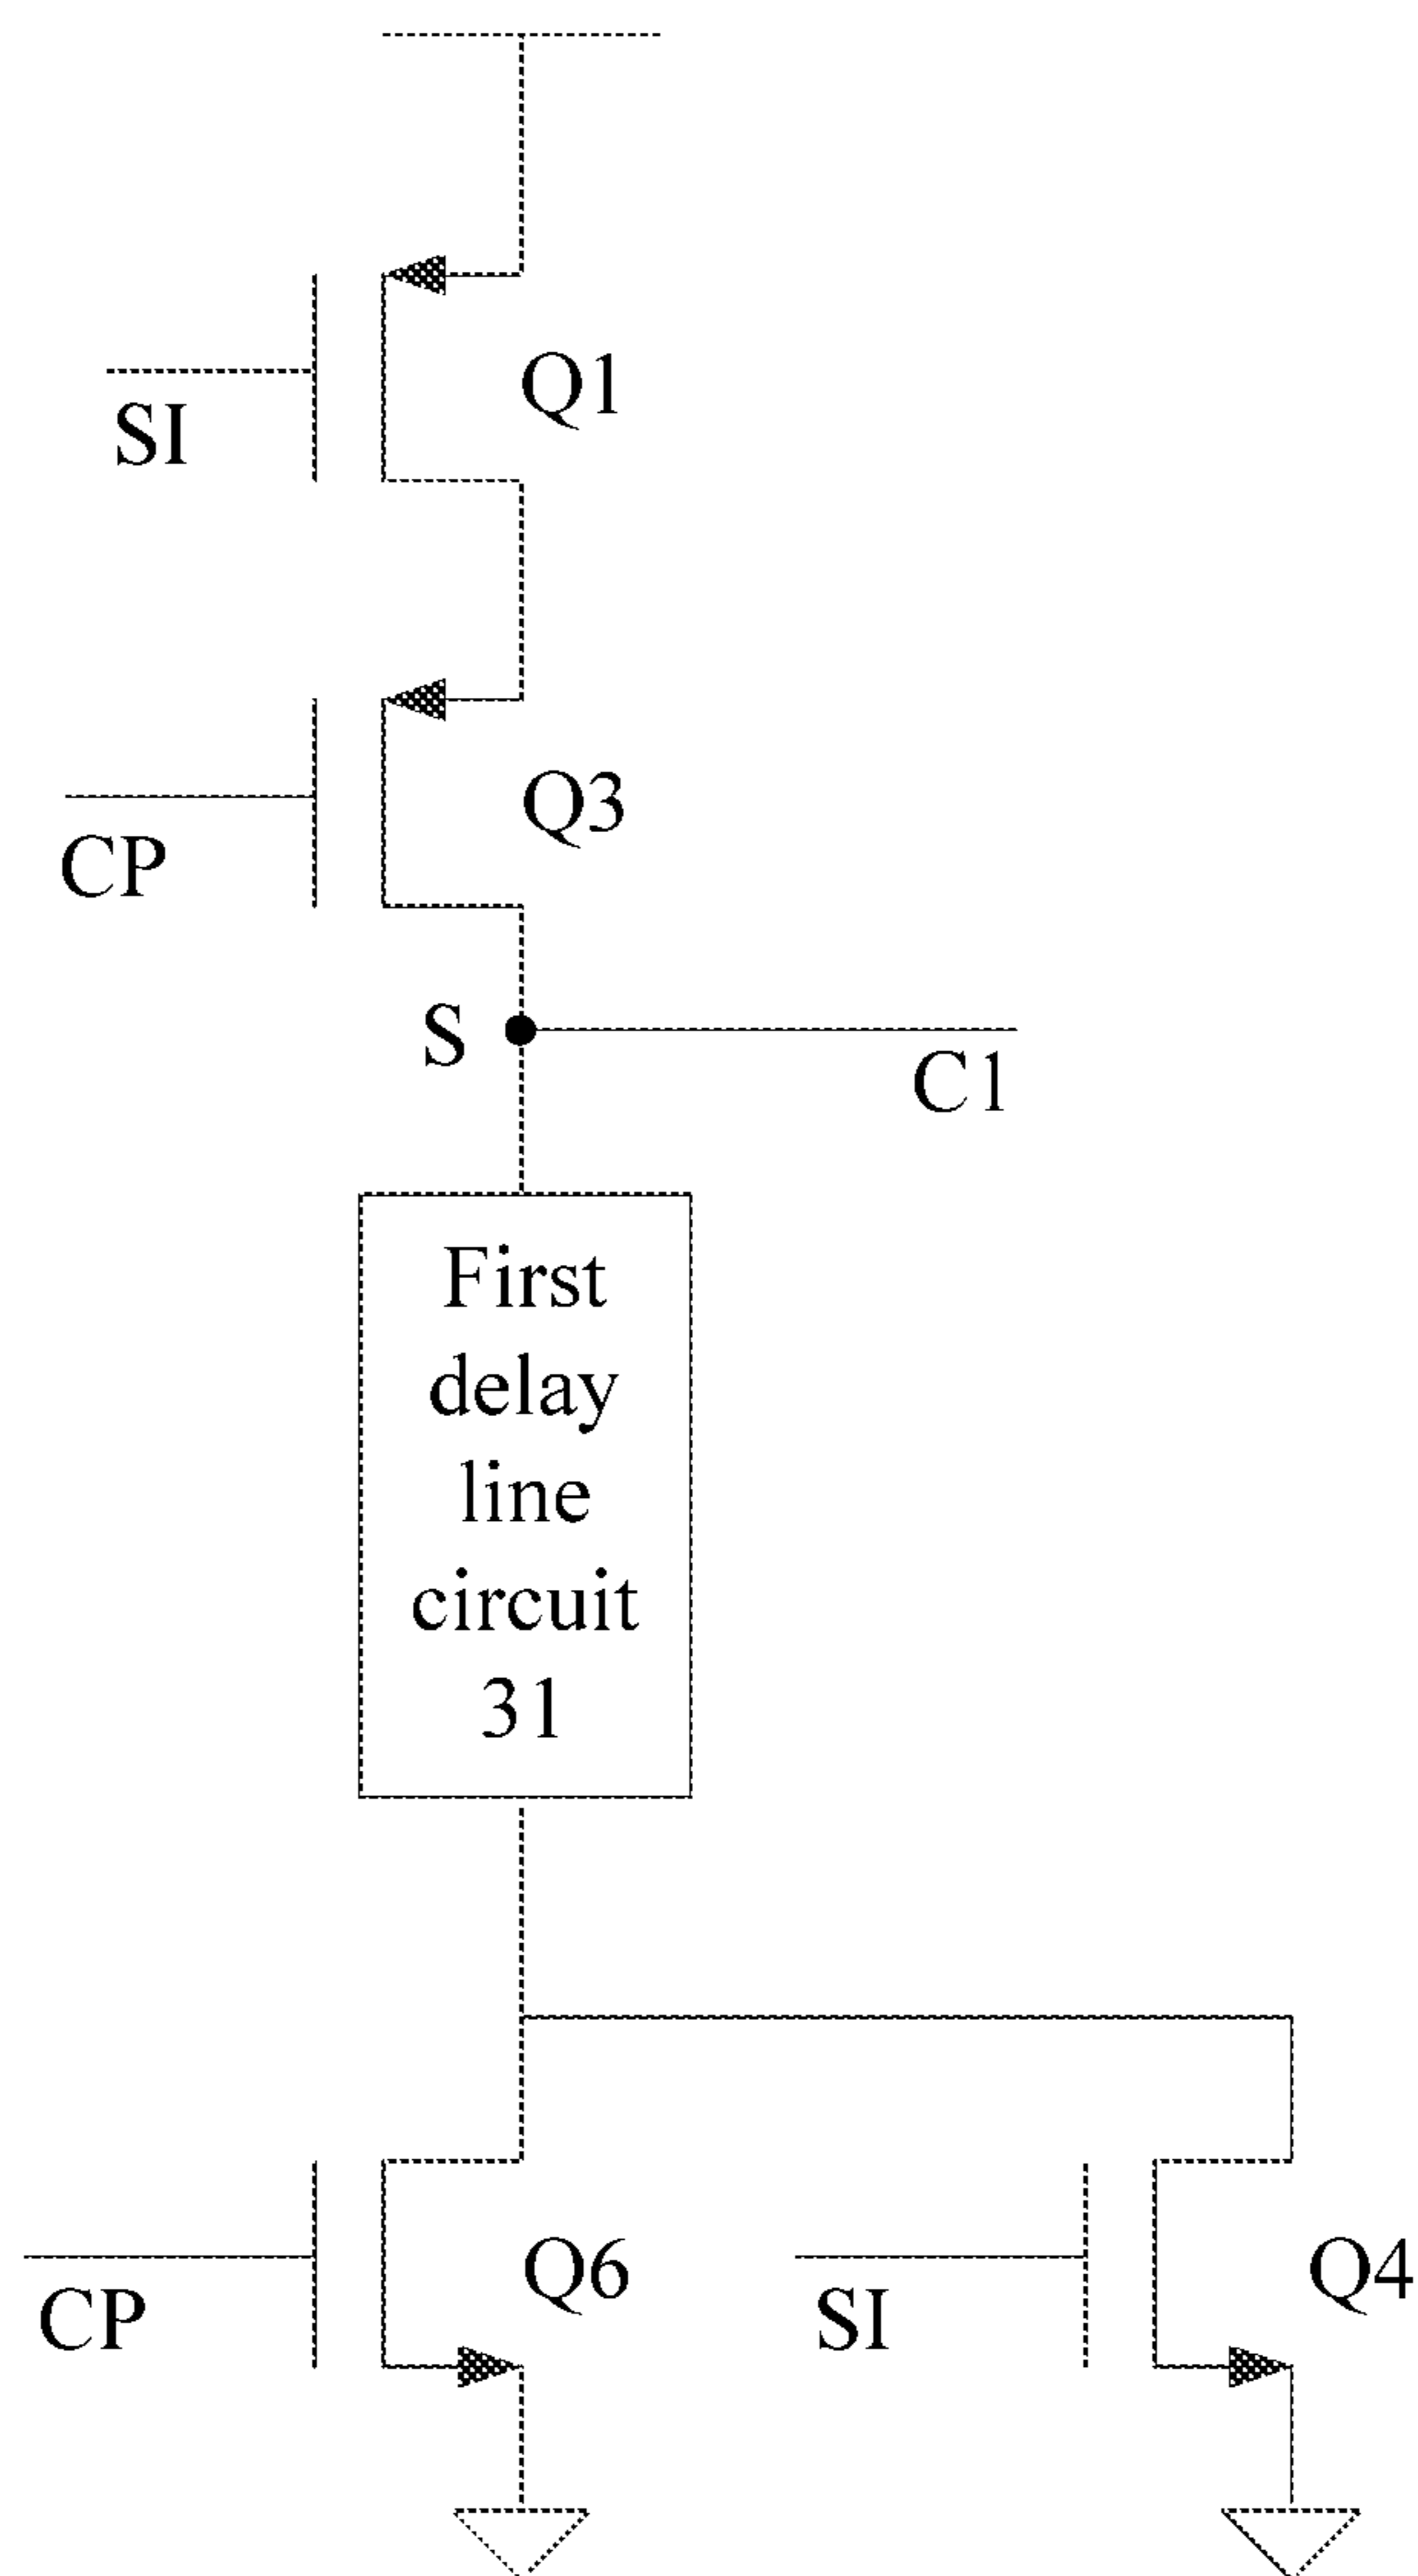 Q1
SI
Q3
CP
S
C1
First
delay
line
circuit
31
Q6
Q4
CP
SI